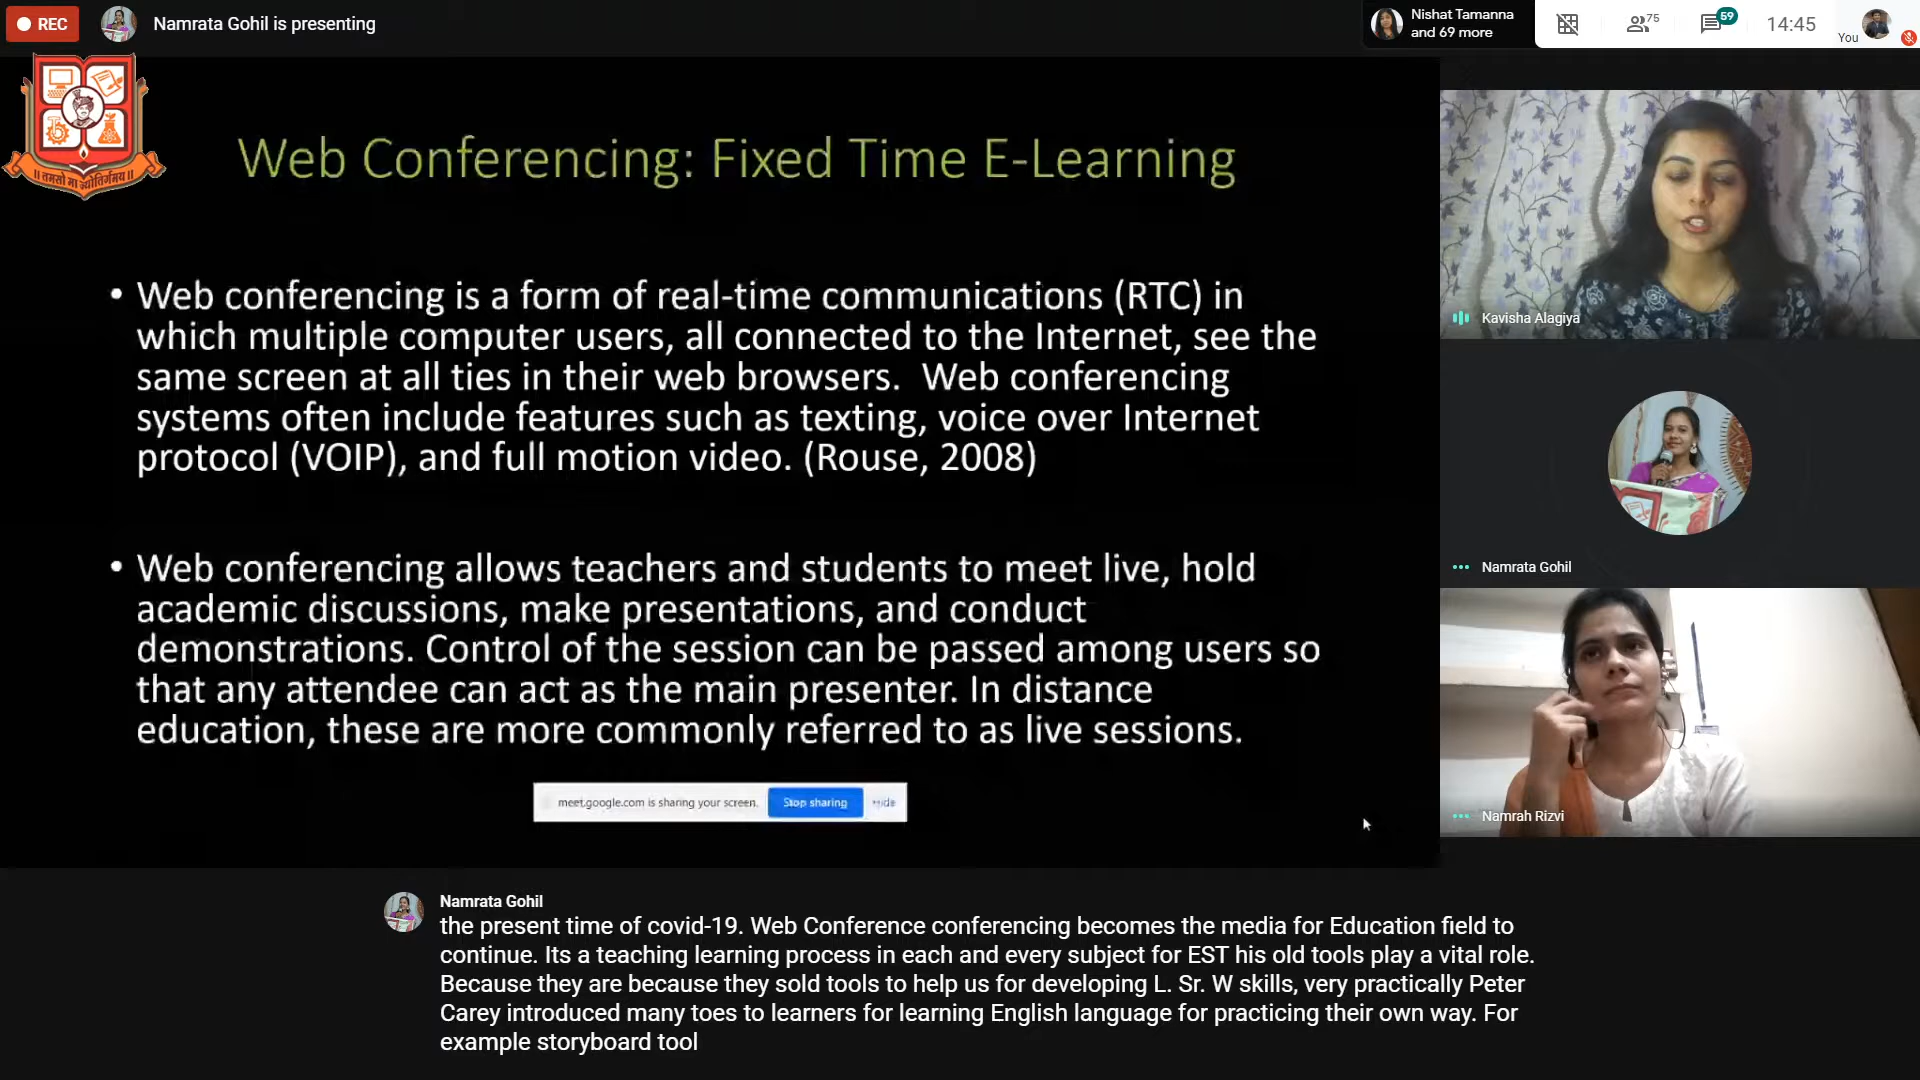 REC
Namrata Gohil is presenting
Nishat Tamanna
and 69 more
75
59
14:45
You
॥ तमसो मा ज्योतिर्गमय ॥
Web Conferencing: Fixed Time E-Learning
• Web conferencing is a form of real-time communications (RTC) in
which multiple computer users, all connected to the Internet, see the
same screen at all ties in their web browsers.  Web conferencing
systems often include features such as texting, voice over Internet
protocol (VOIP), and full motion video. (Rouse, 2008)
• Web conferencing allows teachers and students to meet live, hold
academic discussions, make presentations, and conduct
demonstrations. Control of the session can be passed among users so
that any attendee can act as the main presenter. In distance
education, these are more commonly referred to as live sessions.
meet.google.com is sharing your screen.
Stop sharing
Hide
Kavisha Alagiya
Namrata Gohil
Namrah Rizvi
Namrata Gohil
the present time of covid-19. Web Conference conferencing becomes the media for Education field to
continue. Its a teaching learning process in each and every subject for EST his old tools play a vital role.
Because they are because they sold tools to help us for developing L. Sr. W skills, very practically Peter
Carey introduced many toes to learners for learning English language for practicing their own way. For
example storyboard tool